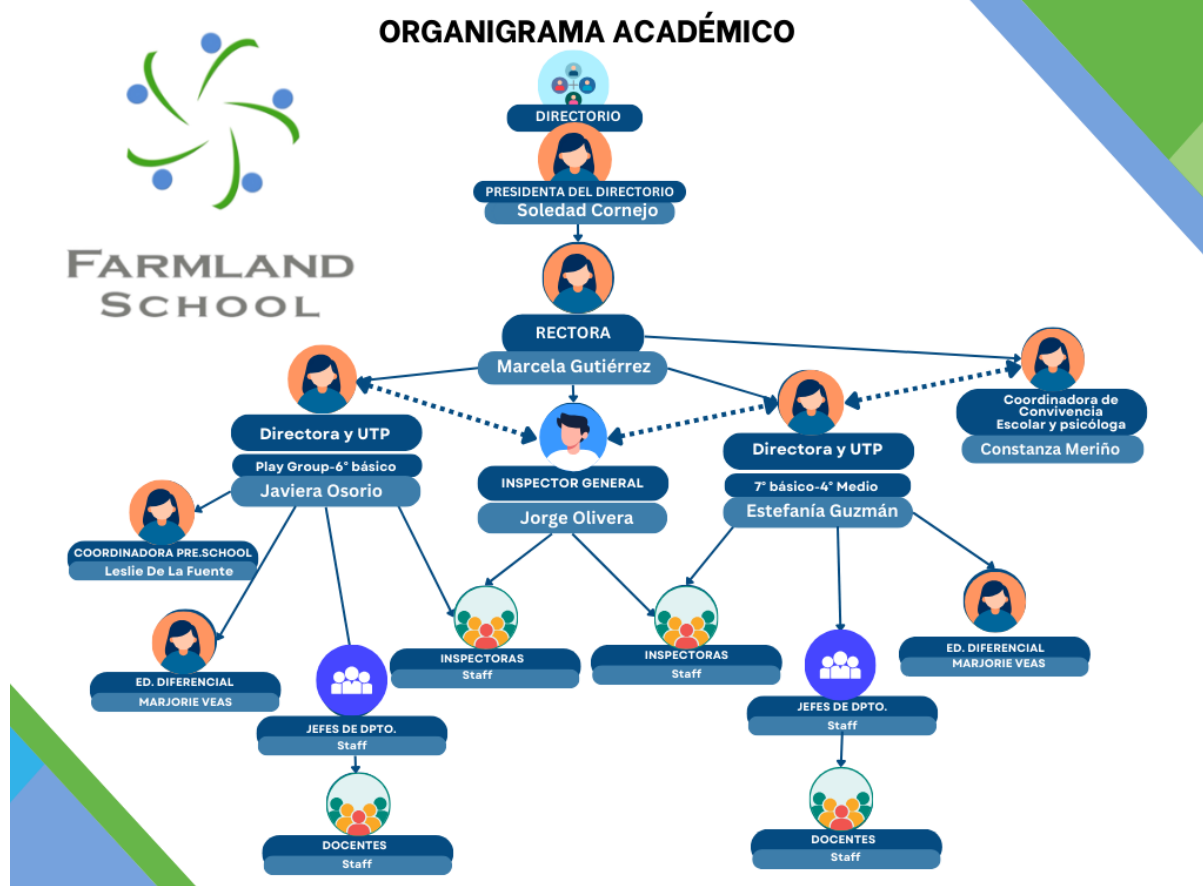 ORGANIGRAMA ACADÉMICO
FARMLAND
SCHOOL
DIRECTORIO
PRESIDENTA DEL DIRECTORIO
Soledad Cornejo
RECTORA
Marcela Gutiérrez
Directora y UTP
Play Group-6° básico
Javiera Osorio
INSPECTOR GENERAL
Jorge Olivera
Directora y UTP
7° básico-4° Medio
Estefanía Guzmán
Coordinadora de
Convivencia
Escolar y psicóloga
Constanza Meriño
COORDINADORA PRE.SCHOOL
Leslie De La Fuente
ED. DIFERENCIAL
MARJORIE VEAS
JEFES DE DPTO.
Staff
DOCENTES
Staff
INSPECTORAS
Staff
INSPECTORAS
Staff
JEFES DE DPTO.
Staff
DOCENTES
Staff
ED. DIFERENCIAL
MARJORIE VEAS